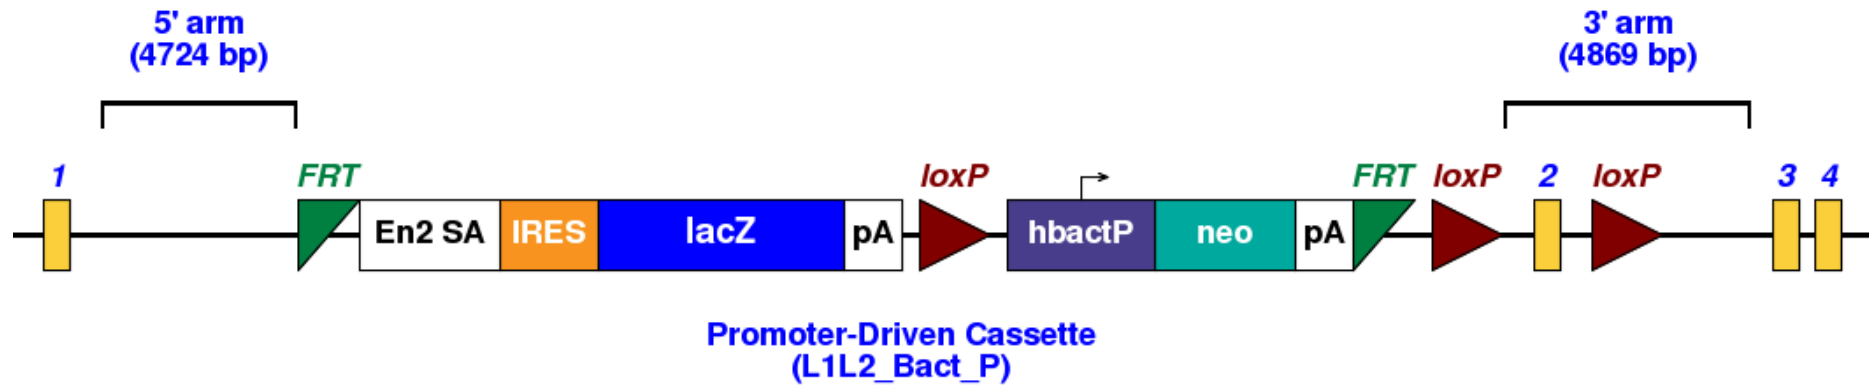 5' arm
(4724 bp)
3' arm
(4869 bp)
1
FRT
loxP
FRT
loxP
2
loxP
3
4
En2 SA
IRES
lacZ
pA
hbactP
neo
pA
Promoter-Driven Cassette
(L1L2_Bact_P)